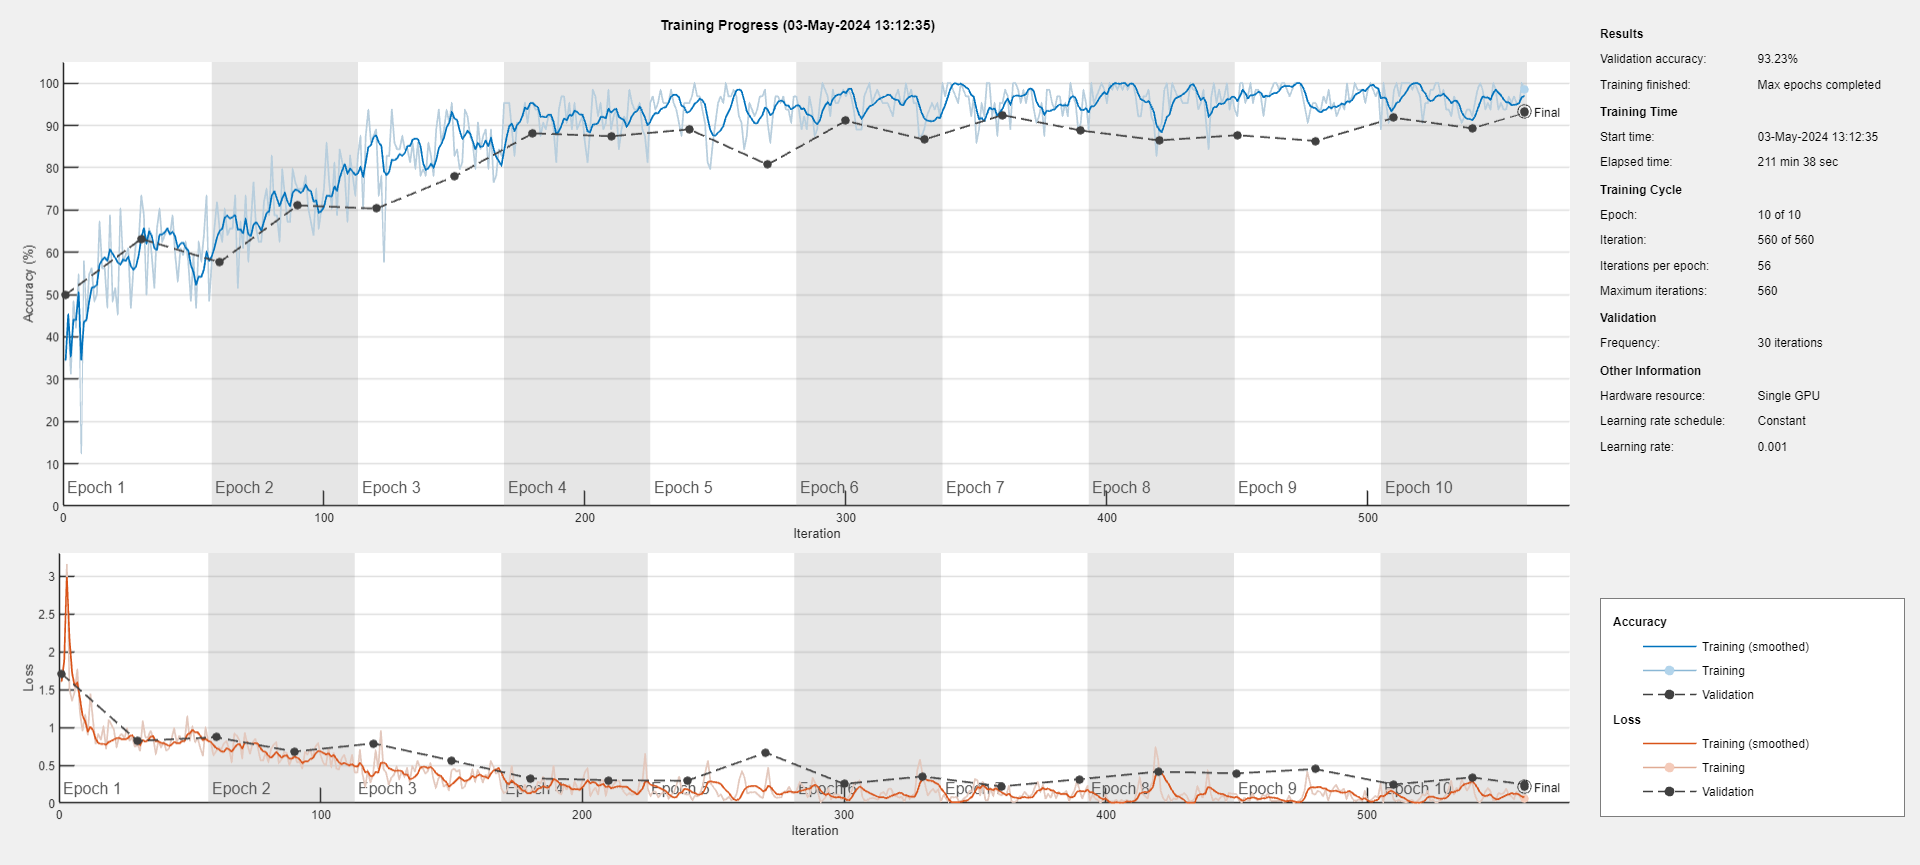 Training Progress (03-May-2024 13:12:35)
Accuracy (%)
100
90
80
70
60
50
40
30
20
10
0
Epoch 1 Epoch 2 Epoch 3 Epoch 4 Epoch 5 Epoch 6 Epoch 7 Epoch 8 Epoch 9 Epoch 10
Final
0 100 200 300 400 500
Iteration
Loss
3
2.5
2
1.5
1
0.5
0
Epoch 1 Epoch 2 Epoch 3 Epoch 4 Epoch 5 Epoch 6 Epoch 7 Epoch 8 Epoch 9 Epoch 10
Final
0 100 200 300 400 500
Iteration
Results
Validation accuracy: 93.23%
Training finished: Max epochs completed
Training Time
Start time: 03-May-2024 13:12:35
Elapsed time: 211 min 38 sec
Training Cycle
Epoch: 10 of 10
Iteration: 560 of 560
Iterations per epoch: 56
Maximum iterations: 560
Validation
Frequency: 30 iterations
Other Information
Hardware resource: Single GPU
Learning rate schedule: Constant
Learning rate: 0.001
Accuracy
Training (smoothed)
Training
Validation
Loss
Training (smoothed)
Training
Validation